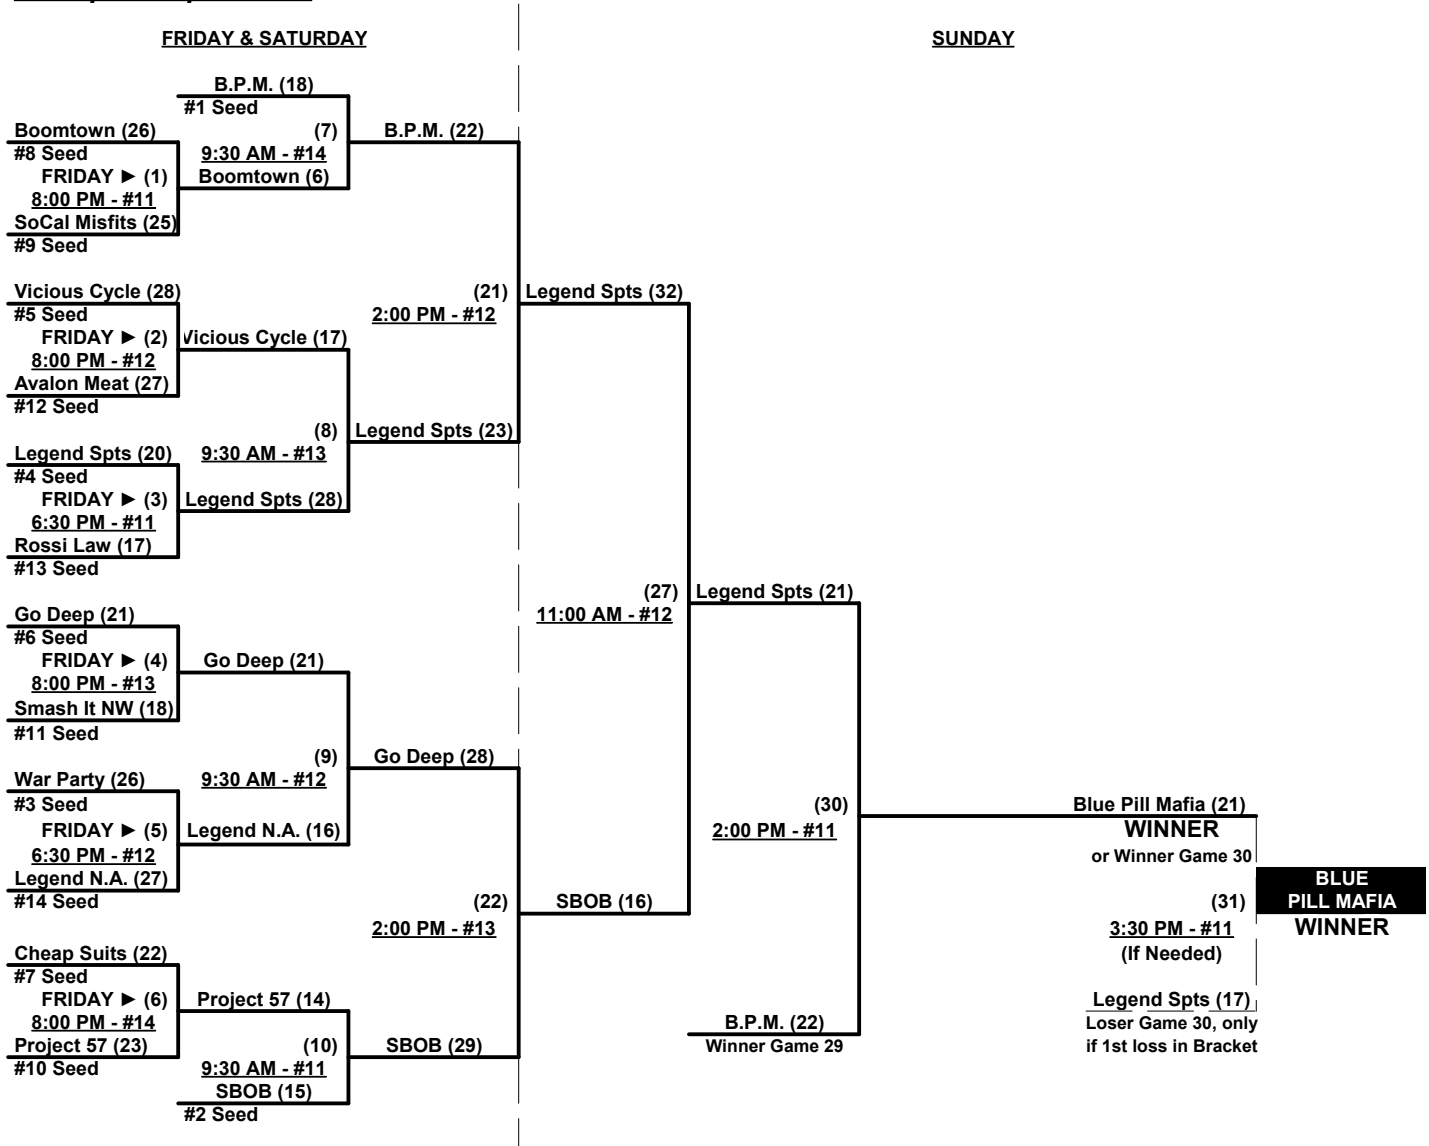 FRIDAY & SATURDAY
SUNDAY
B.P.M. (18)
#1 Seed
Boomtown (26)
(7)
B.P.M. (22)
#8 Seed
9:30 AM - #14
FRIDAY ► (1)
Boomtown (6)
8:00 PM - #11
SoCal Misfits (25)
#9 Seed
Vicious Cycle (28)
(21)
Legend Spts (32)
#5 Seed
2:00 PM - #12
FRIDAY ► (2)
Vicious Cycle (17)
8:00 PM - #12
Avalon Meat (27)
#12 Seed
(8)
Legend Spts (23)
Legend Spts (20)
9:30 AM - #13
#4 Seed
FRIDAY ► (3)
Legend Spts (28)
6:30 PM - #11
Rossi Law (17)
#13 Seed
(27)
Legend Spts (21)
11:00 AM - #12
Go Deep (21)
#6 Seed
FRIDAY ► (4)
Go Deep (21)
8:00 PM - #13
Smash It NW (18)
#11 Seed
(9)
Go Deep (28)
War Party (26)
9:30 AM - #12
#3 Seed
(30)
Blue Pill Mafia (21)
FRIDAY ► (5)
Legend N.A. (16)
2:00 PM - #11
WINNER
6:30 PM - #12
or Winner Game 30
Legend N.A. (27)
#14 Seed
BLUE
PILL MAFIA
WINNER
(22)
SBOB (16)
(31)
2:00 PM - #13
3:30 PM - #11
(If Needed)
Cheap Suits (22)
#7 Seed
FRIDAY ► (6)
Project 57 (14)
Legend Spts (17)
8:00 PM - #14
B.P.M. (22)
Loser Game 30, only
Project 57 (23)
(10)
SBOB (29)
Winner Game 29
if 1st loss in Bracket
#10 Seed
9:30 AM - #11
SBOB (15)
#2 Seed